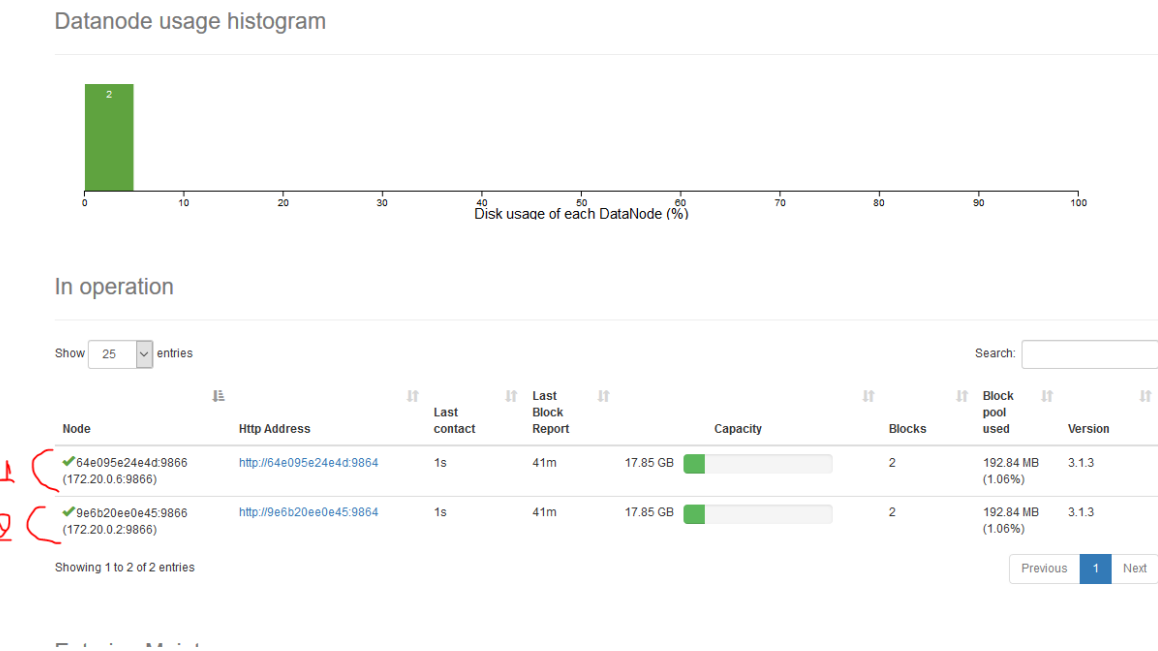 Datanode usage histogram
2
0 10 20 30 40 50 60 70 80 90 100
Disk usage of each DataNode (%)
In operation
Show 25 entries
Search:
Node Http Address Last contact Last Block Report Capacity Blocks Block pool used Version
1
64e095e24e4d:9866 http://64e095e24e4d:9864 1s 41m 17.85 GB 2 192.84 MB 3.1.3
(172.20.0.6:9866) (1.06%)
2
9e6b20ee0e45:9866 http://9e6b20ee0e45:9864 1s 41m 17.85 GB 2 192.84 MB 3.1.3
(172.20.0.2:9866) (1.06%)
Showing 1 to 2 of 2 entries
Previous 1 Next